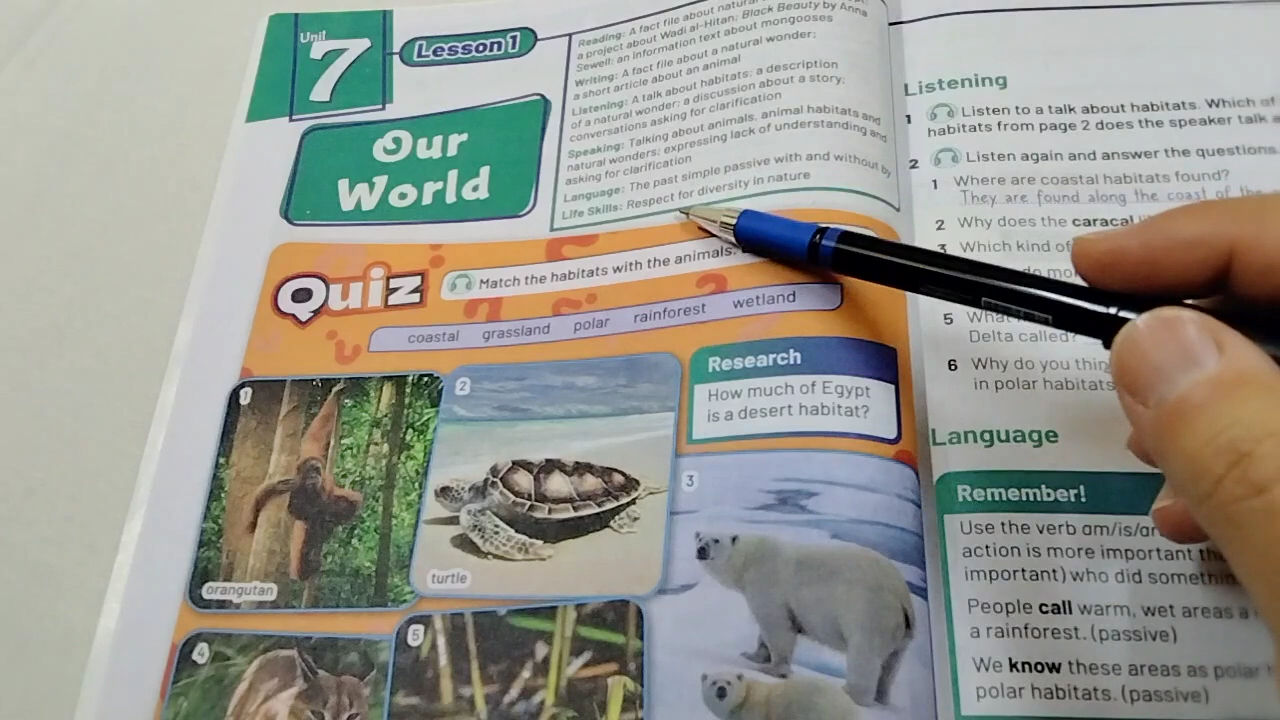 Unit
7
Lesson 1
Our
World
Reading: A fact file about
a project about Wadi al-Hitan; Black Beauty by Anna
Sewell; an information text about mongooses
Writing: A fact file about a natural wonder;
a short article about an animal
Listening: A talk about habitats; a description
of a natural wonder; a discussion about a story;
conversations asking for clarification
Speaking: Talking about animals, animal habitats and
natural wonders; expressing lack of understanding and
asking for clarification
Language: The past simple passive with and without by
Life Skills: Respect for diversity in nature
Quiz
Match the habitats with the animals.
coastal grassland polar rainforest wetland
1
orangutan
2
turtle
Research
How much of Egypt
is a desert habitat?
3
4
5
Listening
1 Listen to a talk about habitats. Which of
habitats from page 2 does the speaker talk
2 Listen again and answer the questions.
1 Where are coastal habitats found?
They are found along the coast of the
2 Why does the caracal
3 Which kind of
do
5 What
Delta called?
6 Why do you
in polar habitats
Language
Remember!
Use the verb am/is/ar
action is more important
important) who did
People call warm, wet areas
a rainforest. (passive)
We know these areas as polar
polar habitats. (passive)